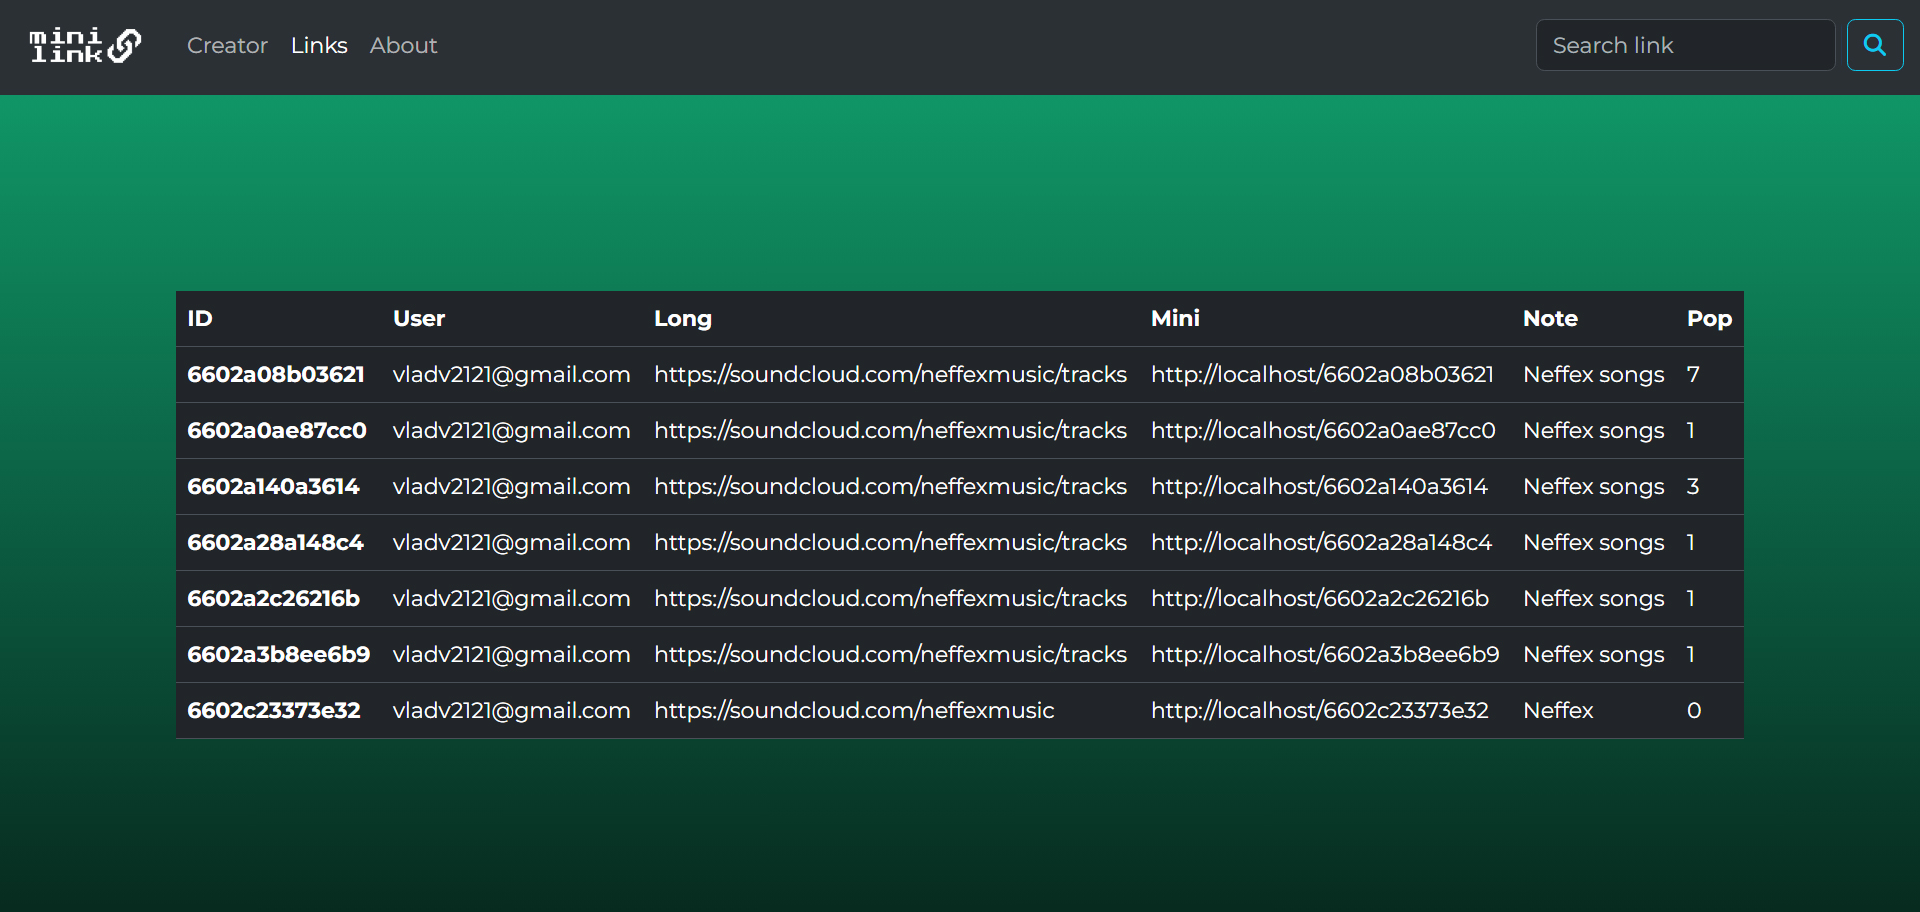 mini link Creator Links About Search link
ID User Long Mini Note Pop
6602a08b03621 vladv2121@gmail.com https://soundcloud.com/neffexmusic/tracks http://localhost/6602a08b03621 Neffex songs 7
6602a0ae87cc0 vladv2121@gmail.com https://soundcloud.com/neffexmusic/tracks http://localhost/6602a0ae87cc0 Neffex songs 1
6602a140a3614 vladv2121@gmail.com https://soundcloud.com/neffexmusic/tracks http://localhost/6602a140a3614 Neffex songs 3
6602a28a148c4 vladv2121@gmail.com https://soundcloud.com/neffexmusic/tracks http://localhost/6602a28a148c4 Neffex songs 1
6602a2c26216b vladv2121@gmail.com https://soundcloud.com/neffexmusic/tracks http://localhost/6602a2c26216b Neffex songs 1
6602a3b8ee6b9 vladv2121@gmail.com https://soundcloud.com/neffexmusic/tracks http://localhost/6602a3b8ee6b9 Neffex songs 1
6602c23373e32 vladv2121@gmail.com https://soundcloud.com/neffexmusic http://localhost/6602c23373e32 Neffex 0